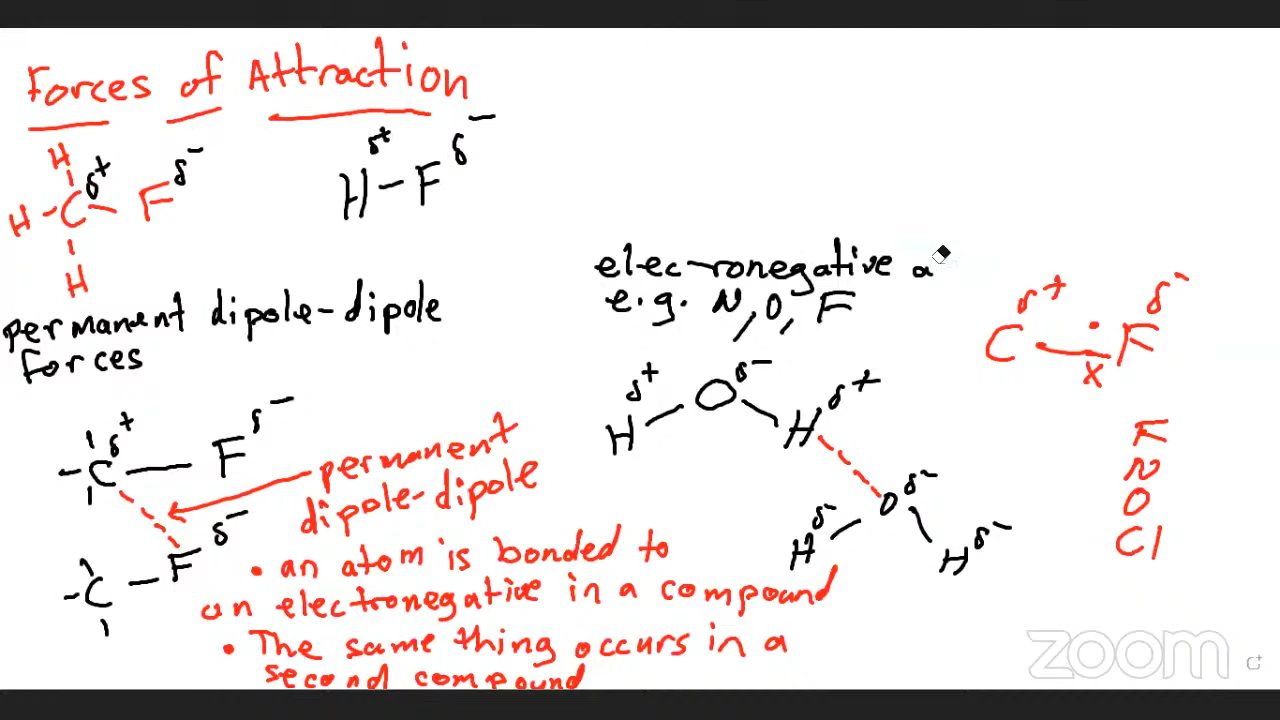 Forces of Attraction
H
H - C δ+ - F δ-
H
δ+ δ-
H - F
permanent dipole-dipole
forces
electronegative a
e.g. N, O, F
δ+ δ-
C F
x
δ+ δ- δ+
H O H
C δ+ F δ-
permanent
dipole-dipole
C F δ-
O δ-
H δ- H δ-
F
N
O
Cl
• an atom is bonded to
an electronegative in a compound
• The same thing occurs in a
second compound
zoom